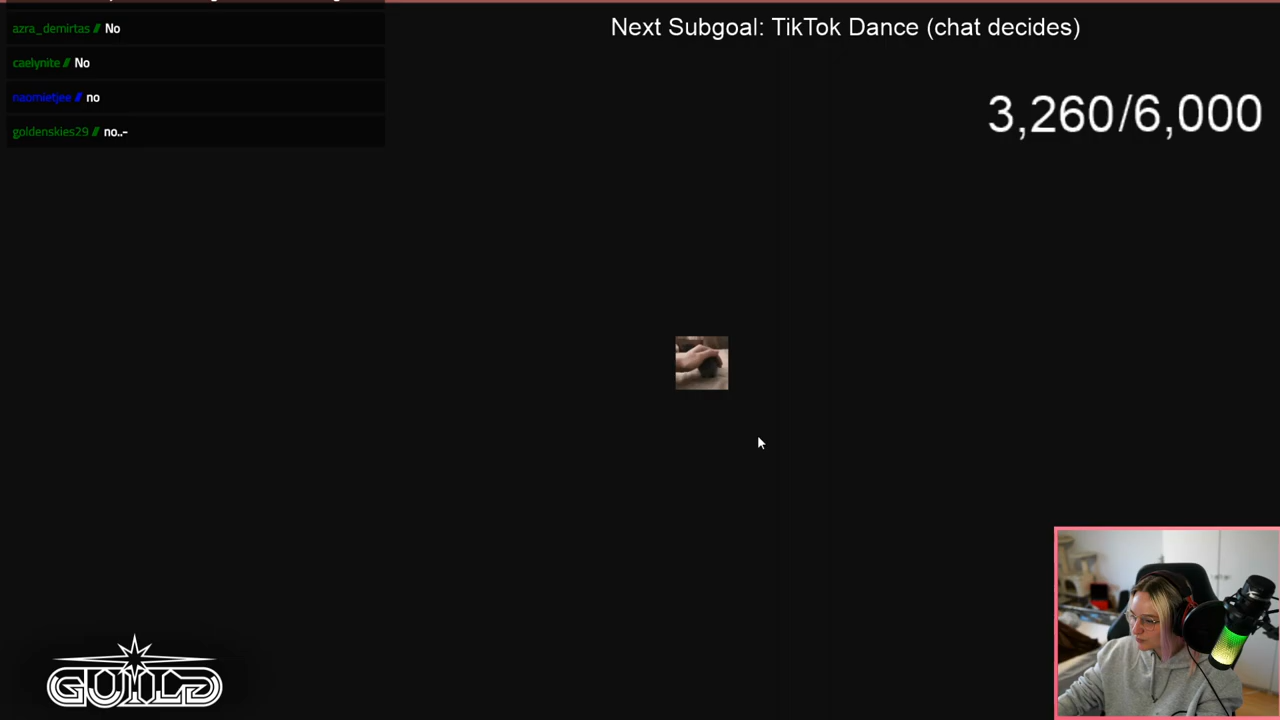 azra_demirtas // No
Next Subgoal: TikTok Dance (chat decides)
caelynite // No
naomietjee // no
3,260/6,000
goldenskies29 // no..-
GUILD